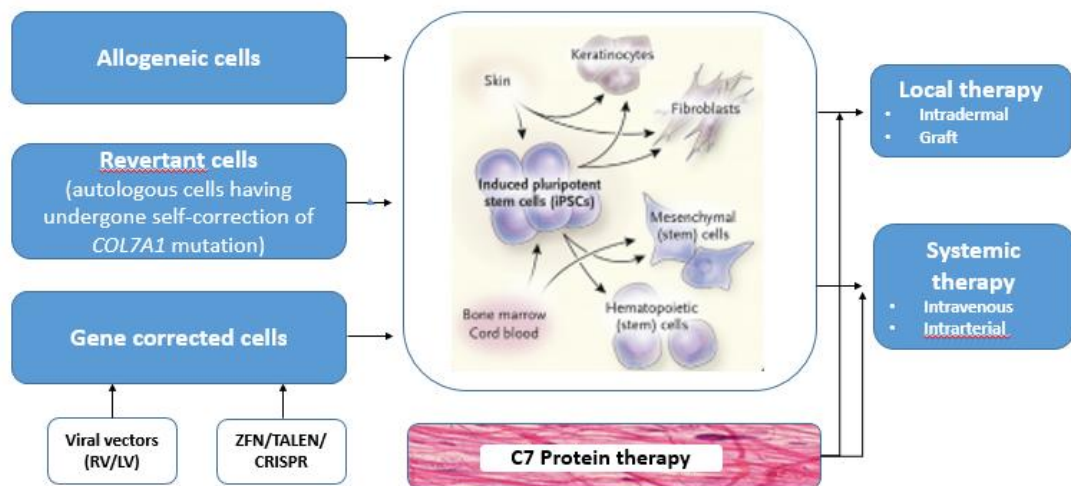 Allogeneic cells
Revertant cells
(autologous cells having
undergone self-correction of
COL7A1 mutation)
Gene corrected cells
Viral vectors
(RV/LV)
ZFN/TALEN/
CRISPR
Skin
Keratinocytes
Fibroblasts
Induced pluripotent
stem cells (iPSCs)
Mesenchymal
(stem) cells
Bone marrow
Cord blood
Hematopoietic
(stem) cells
C7 Protein therapy
Local therapy
• Intradermal
• Graft
Systemic
therapy
• Intravenous
• Intrarterial